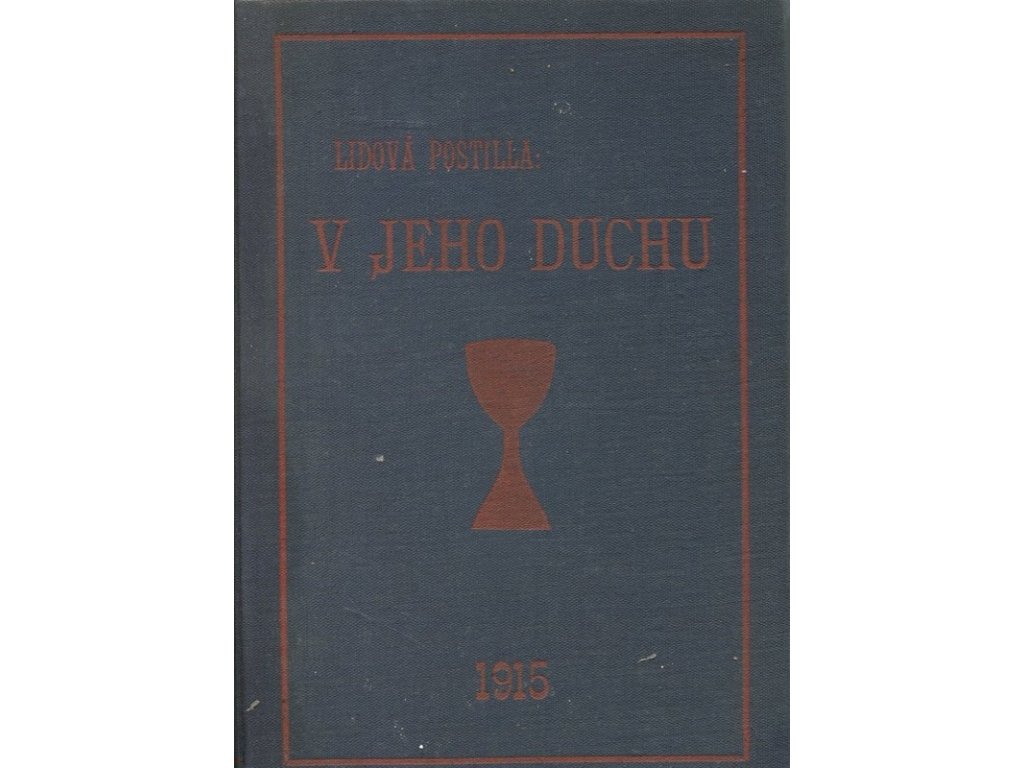 LIDOVÁ POSTILLA:
V JEHO DUCHU
1915